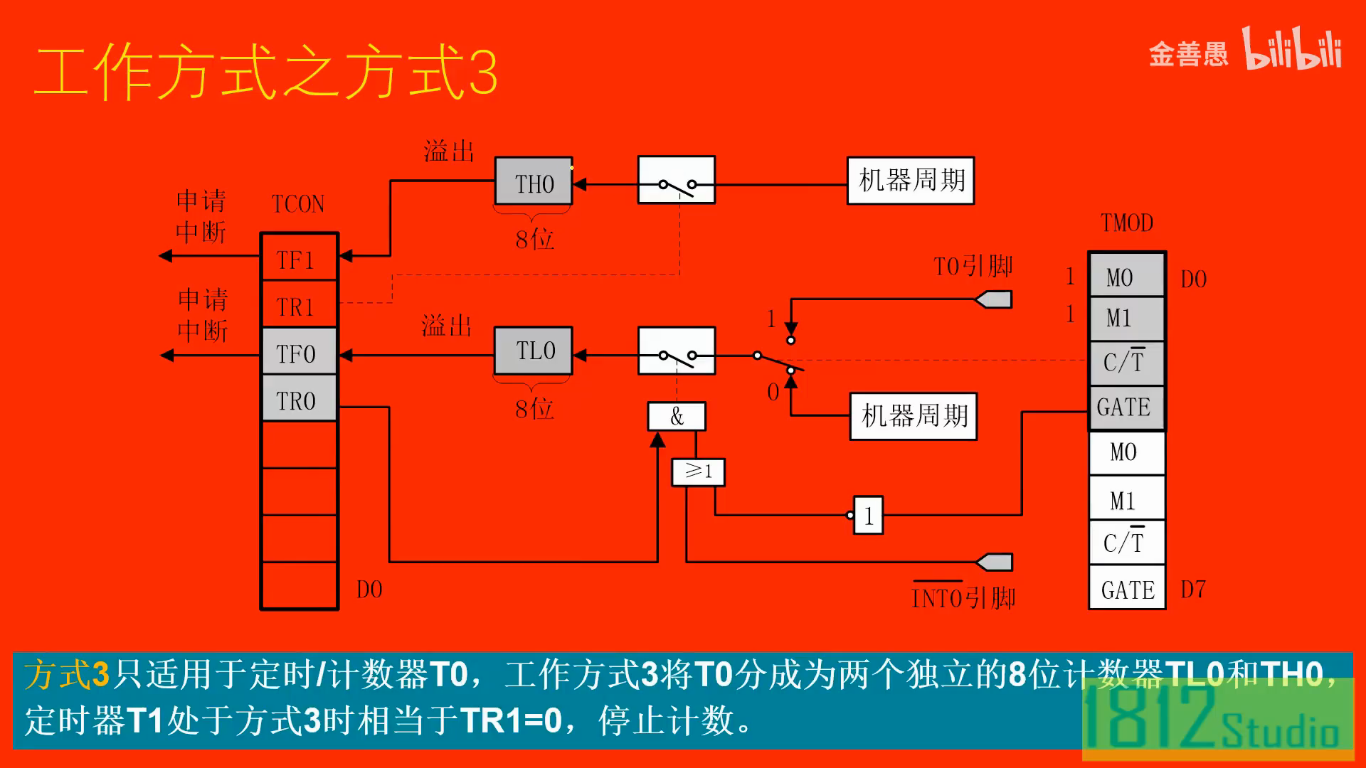 工作方式之方式3
金善愚 bilibili
溢出
TH0
机器周期
8位
申请
中断
TCON
TMOD
TF1
T0引脚
1
M0
D0
申请
中断
TR1
溢出
1
1
M1
TF0
TL0
C/T̅
8位
0
TR0
&
机器周期
GATE
M0
≥1
M1
1
C/T̅
D0
I̅N̅T̅0̅引脚
GATE
D7
方式3只适用于定时/计数器T0，工作方式3将T0分成为两个独立的8位计数器TL0和TH0，
定时器T1处于方式3时相当于TR1=0，停止计数。
1812Studio